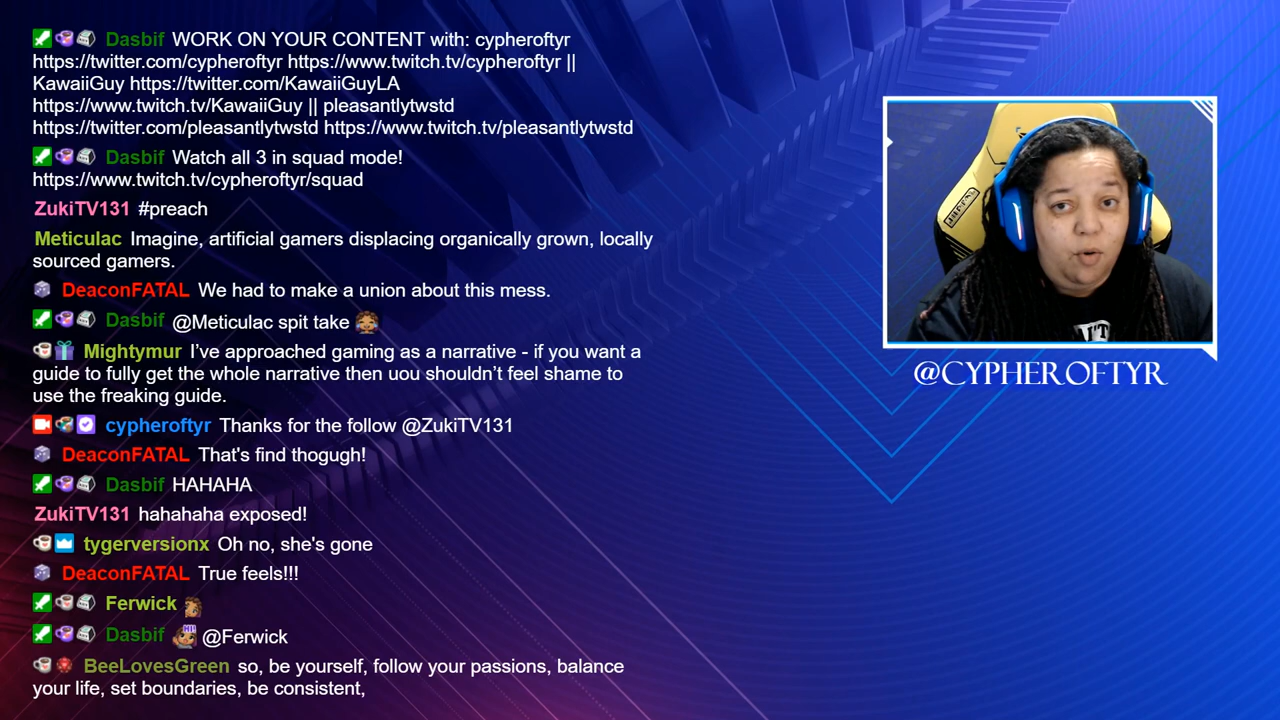 Dasbif WORK ON YOUR CONTENT with: cypheroftyr
https://twitter.com/cypheroftyr https://www.twitch.tv/cypheroftyr ||
KawaiiGuy https://twitter.com/KawaiiGuyLA
https://www.twitch.tv/KawaiiGuy || pleasantlytwstd
https://twitter.com/pleasantlytwstd https://www.twitch.tv/pleasantlytwstd
Dasbif Watch all 3 in squad mode!
https://www.twitch.tv/cypheroftyr/squad
ZukiTV131 #preach
Meticulac Imagine, artificial gamers displacing organically grown, locally
sourced gamers.
DeaconFATAL We had to make a union about this mess.
Dasbif @Meticulac spit take
Mightymur I've approached gaming as a narrative - if you want a
guide to fully get the whole narrative then uou shouldn't feel shame to
use the freaking guide.
cypheroftyr Thanks for the follow @ZukiTV131
DeaconFATAL That's find thogugh!
Dasbif HAHAHA
ZukiTV131 hahahaha exposed!
tygerversionx Oh no, she's gone
DeaconFATAL True feels!!!
Ferwick
Dasbif @Ferwick
BeeLovesGreen so, be yourself, follow your passions, balance
your life, set boundaries, be consistent,
@CYPHEROFTYR